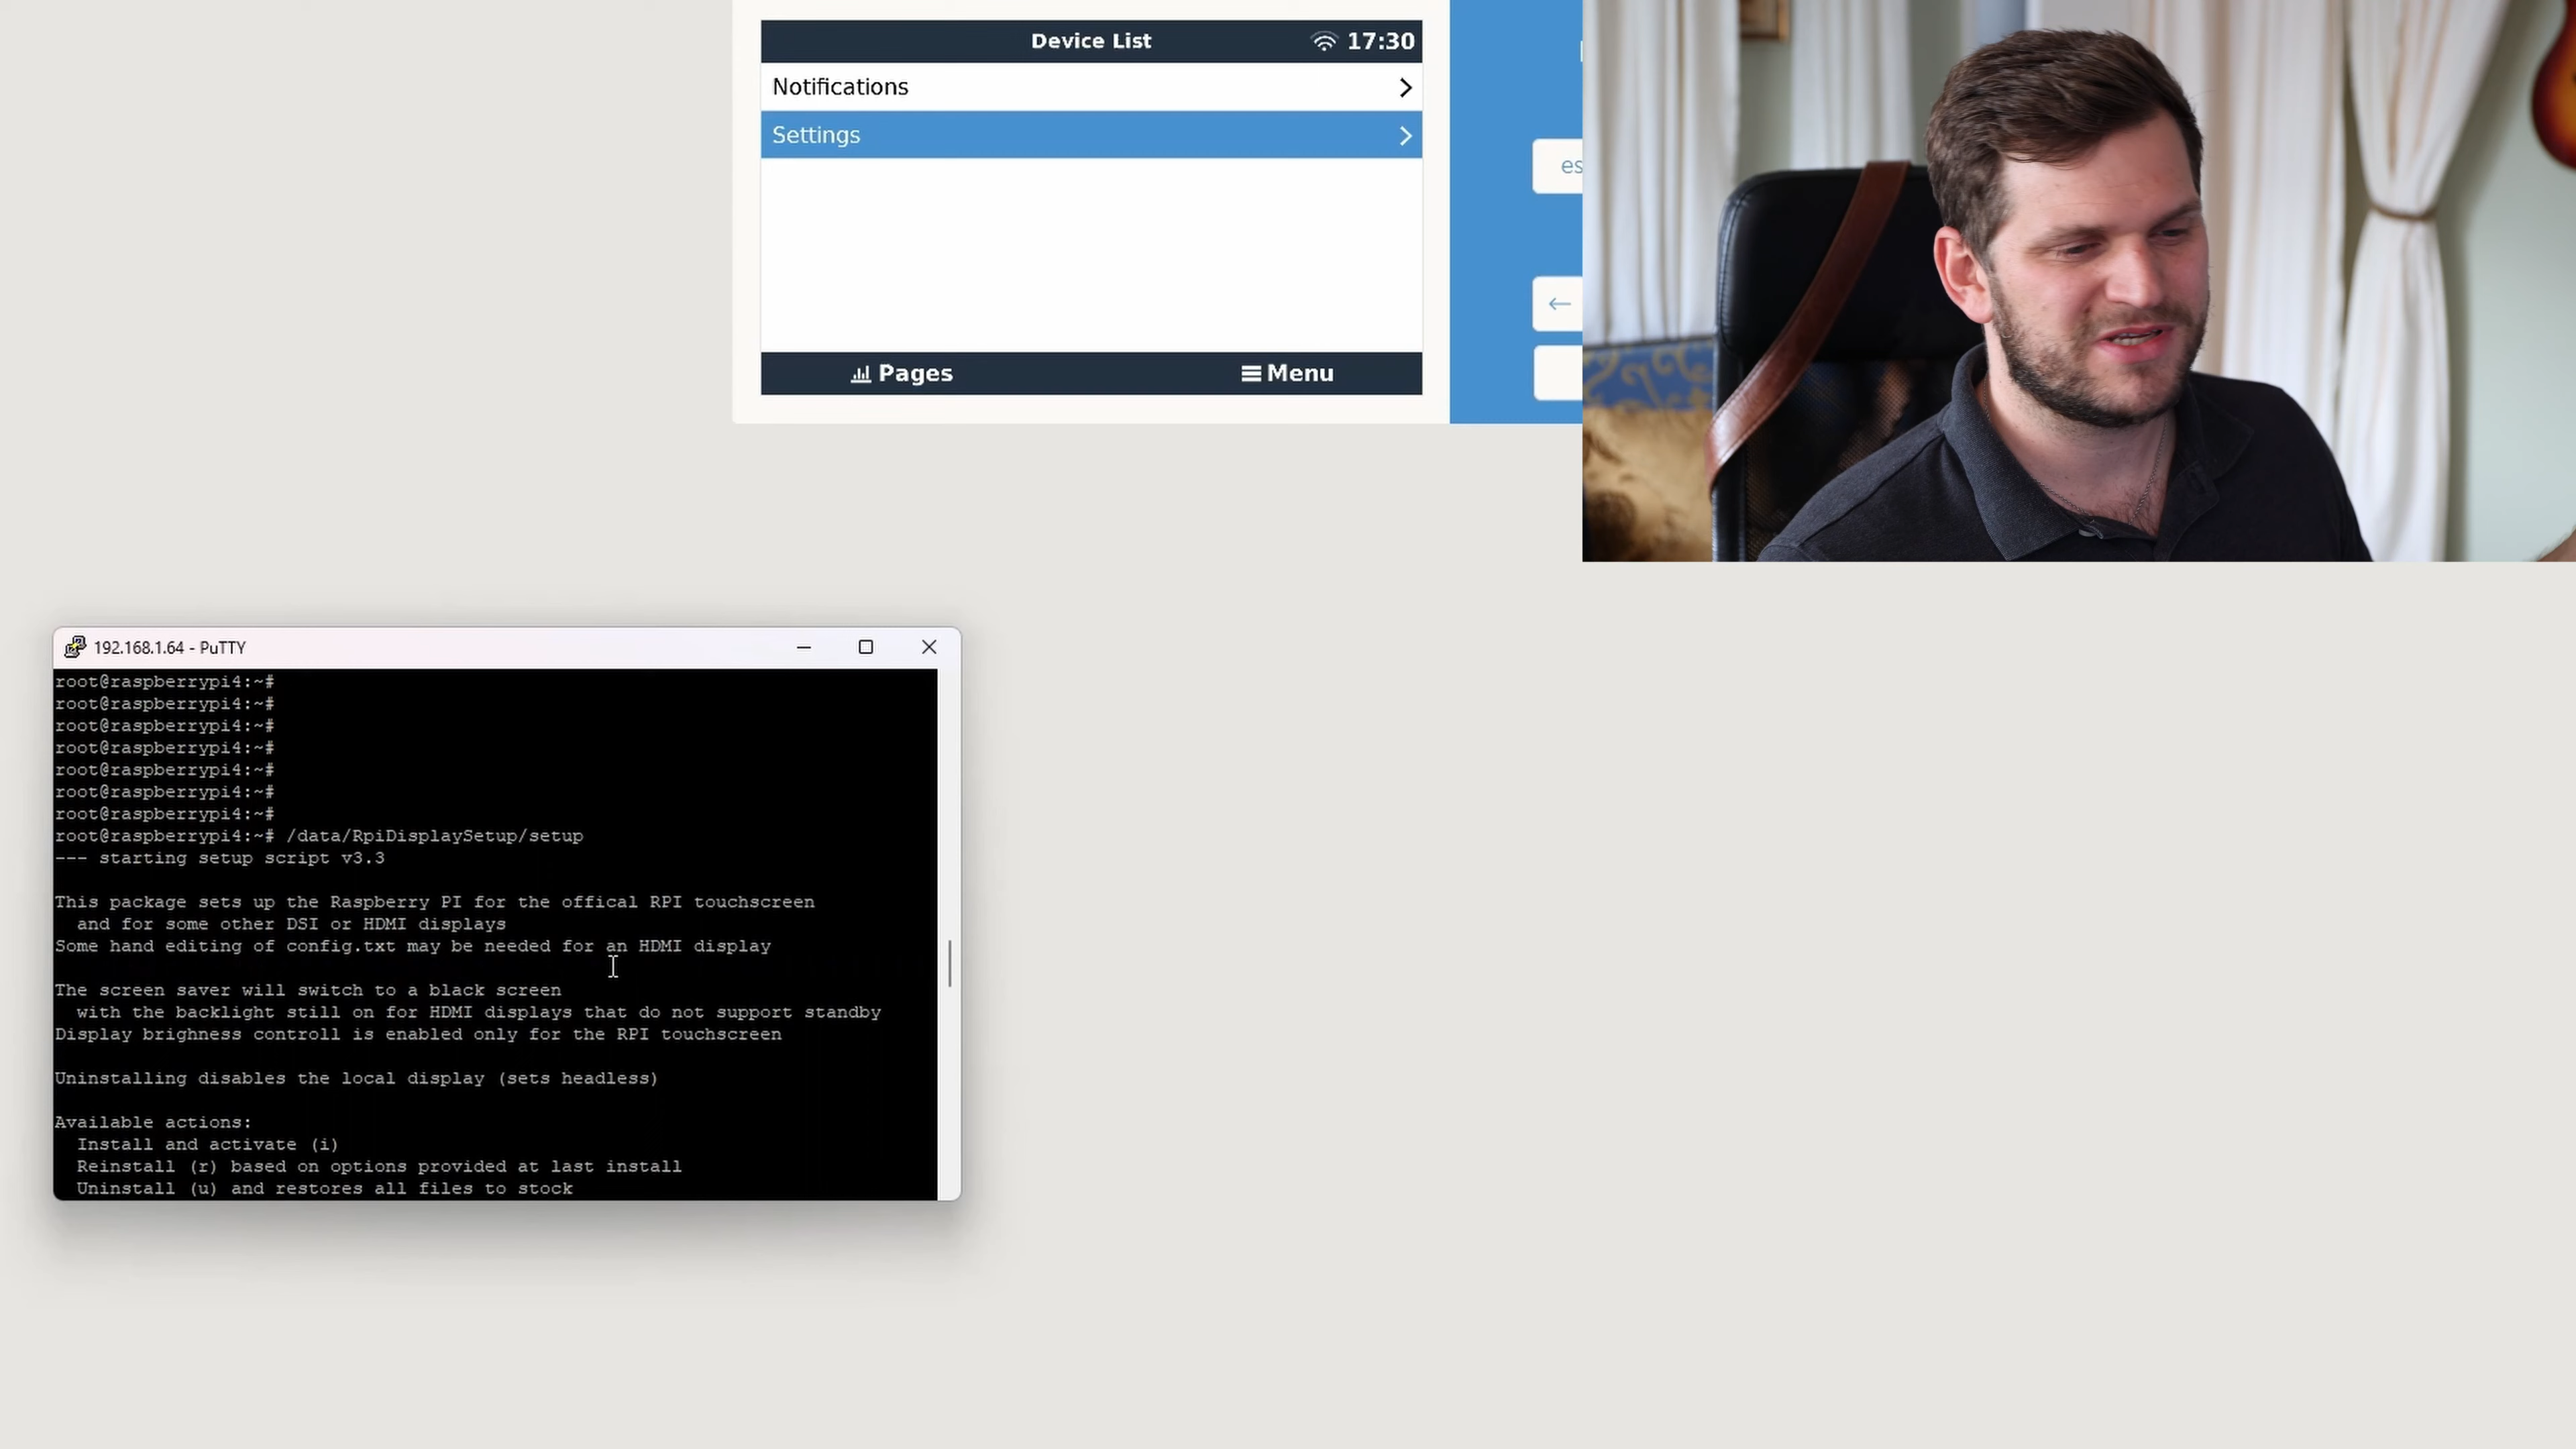 Device List
17:30
Notifications
Settings
Pages
Menu
es
192.168.1.64 - PuTTY
root@raspberrypi4:~#
root@raspberrypi4:~#
root@raspberrypi4:~#
root@raspberrypi4:~#
root@raspberrypi4:~#
root@raspberrypi4:~#
root@raspberrypi4:~#
root@raspberrypi4:~# /data/RpiDisplaySetup/setup
--- starting setup script v3.3
This package sets up the Raspberry PI for the offical RPI touchscreen
and for some other DSI or HDMI displays
Some hand editing of config.txt may be needed for an HDMI display
The screen saver will switch to a black screen
with the backlight still on for HDMI displays that do not support standby
Display brighness controll is enabled only for the RPI touchscreen
Uninstalling disables the local display (sets headless)
Available actions:
Install and activate (i)
Reinstall (r) based on options provided at last install
Uninstall (u) and restores all files to stock